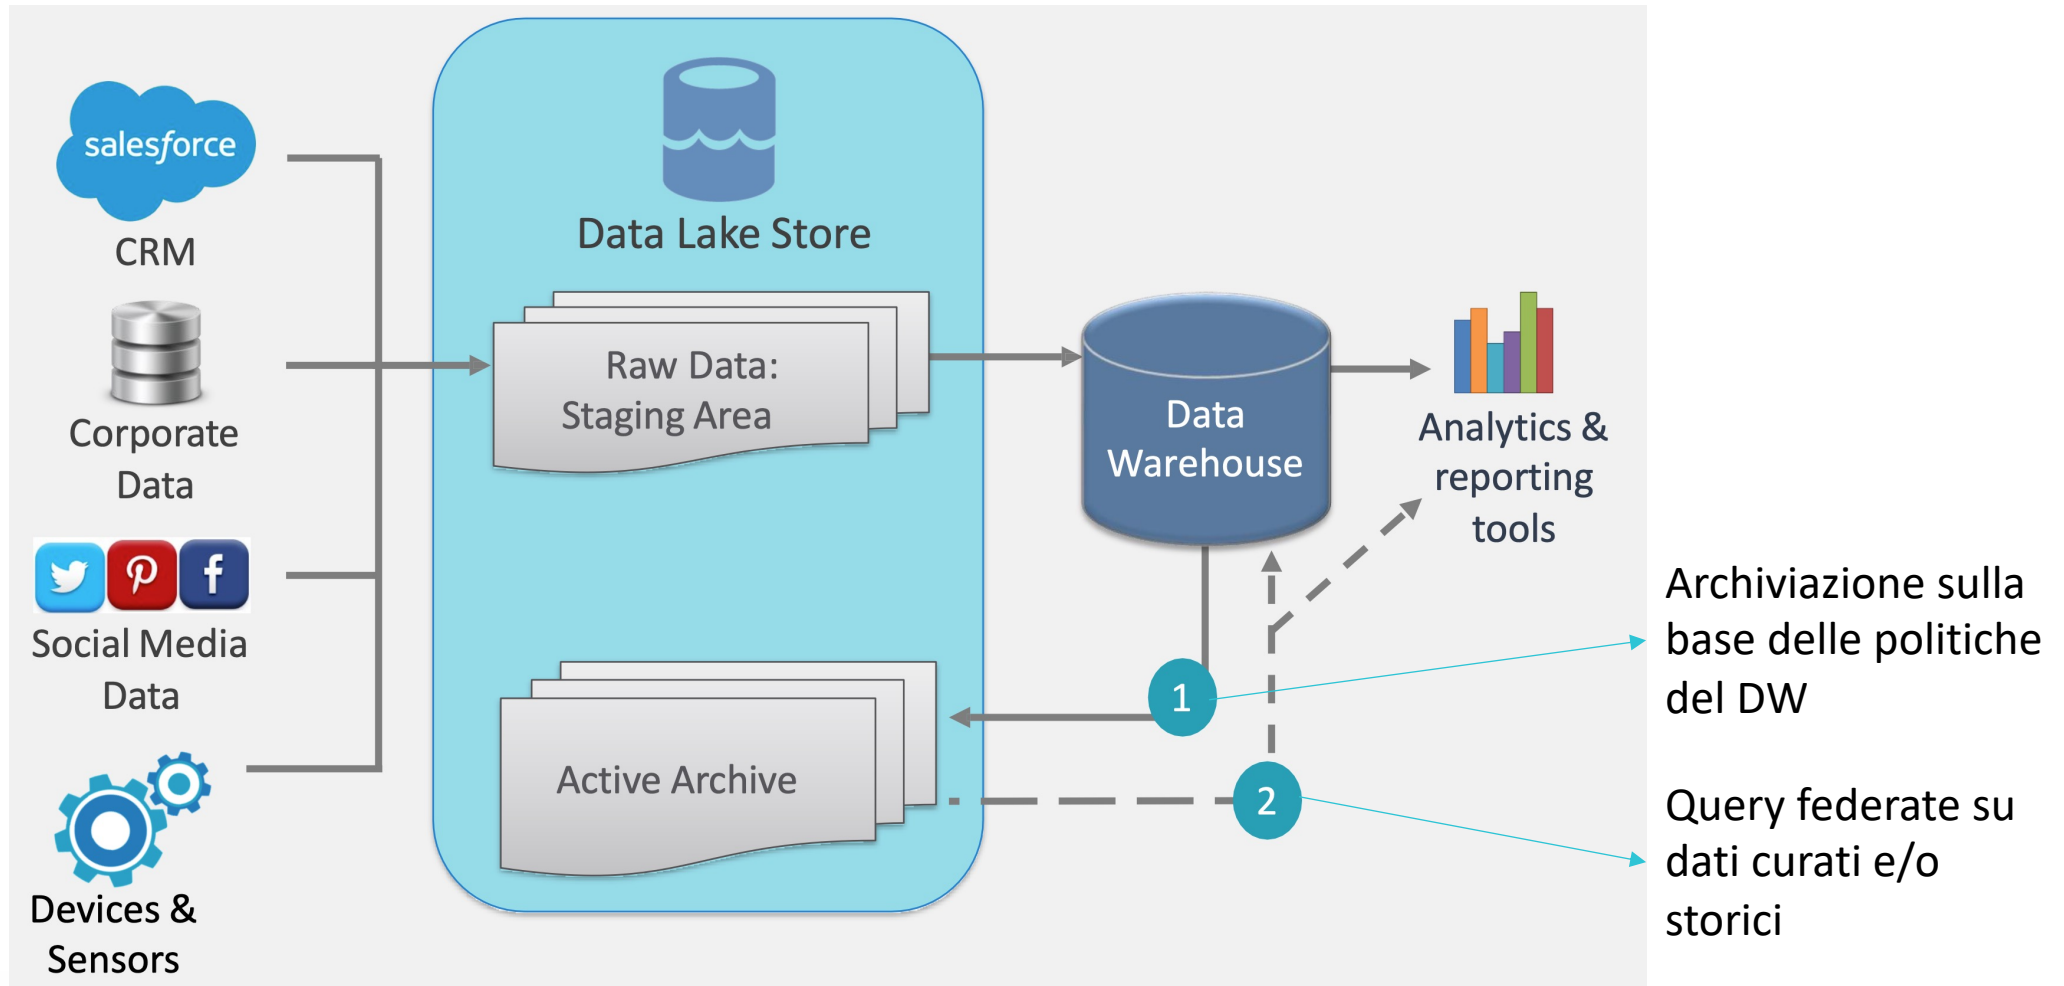 salesforce
CRM
Corporate
Data
Social Media
Data
Devices &
Sensors
Data Lake Store
Raw Data:
Staging Area
Active Archive
Data
Warehouse
Analytics &
reporting
tools
1
2
Archiviazione sulla
base delle politiche
del DW
Query federate su
dati curati e/o
storici